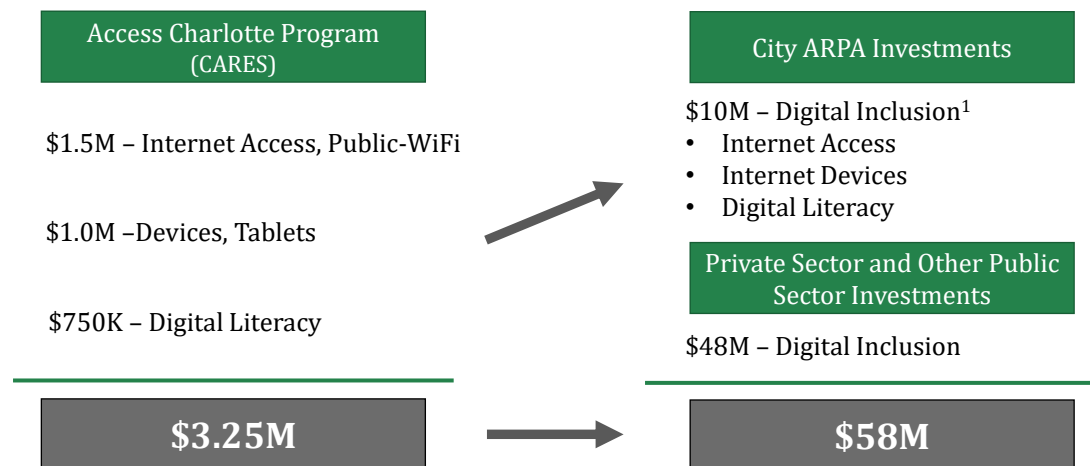 Access Charlotte Program
(CARES)
$1.5M – Internet Access, Public-WiFi
$1.0M –Devices, Tablets
$750K – Digital Literacy
$3.25M
City ARPA Investments
$10M – Digital Inclusion¹
• Internet Access
• Internet Devices
• Digital Literacy
Private Sector and Other Public
Sector Investments
$48M – Digital Inclusion
$58M